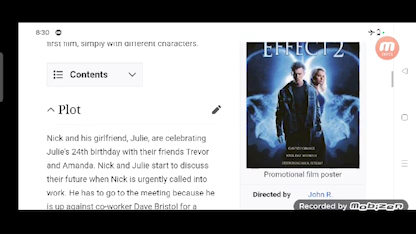 8:30
first film, simply with different characters.
Contents
Plot
Nick and his girlfriend, Julie, are celebrating
Julie's 24th birthday with their friends Trevor
and Amanda. Nick and Julie start to discuss
their future when Nick is urgently called into
work. He has to go to the meeting because he
is up against co-worker Dave Bristol for a
EFFECT 2
Promotional film poster
Directed by John R.
Recorded by Mobizen